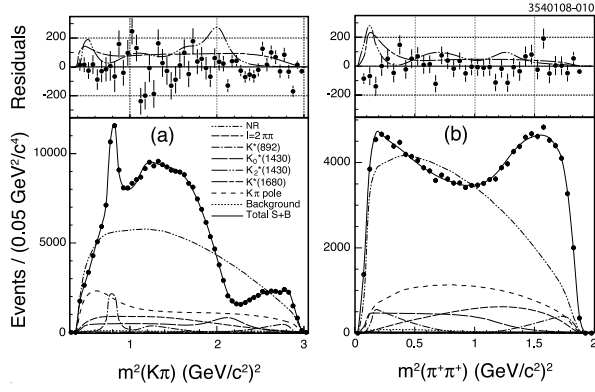 3540108-010
Residuals
200
0
-200
200
0
-200
Events / (0.05 GeV²/c⁴)
10000
5000
0
(a)
NR
I=2 ππ
K*(892)
K₀*(1430)
K₂*(1430)
K*(1680)
Kπ pole
Background
Total S+B
4000
2000
0
(b)
1 2 3
0 0.5 1 1.5 2
m²(Kπ) (GeV/c²)²
m²(π⁺π⁺) (GeV/c²)²